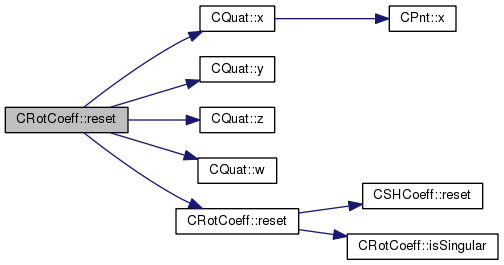 CRotCoeff::reset
CQuat::x
CPnt::x
CQuat::y
CQuat::z
CQuat::w
CRotCoeff::reset
CSHCoeff::reset
CRotCoeff::isSingular